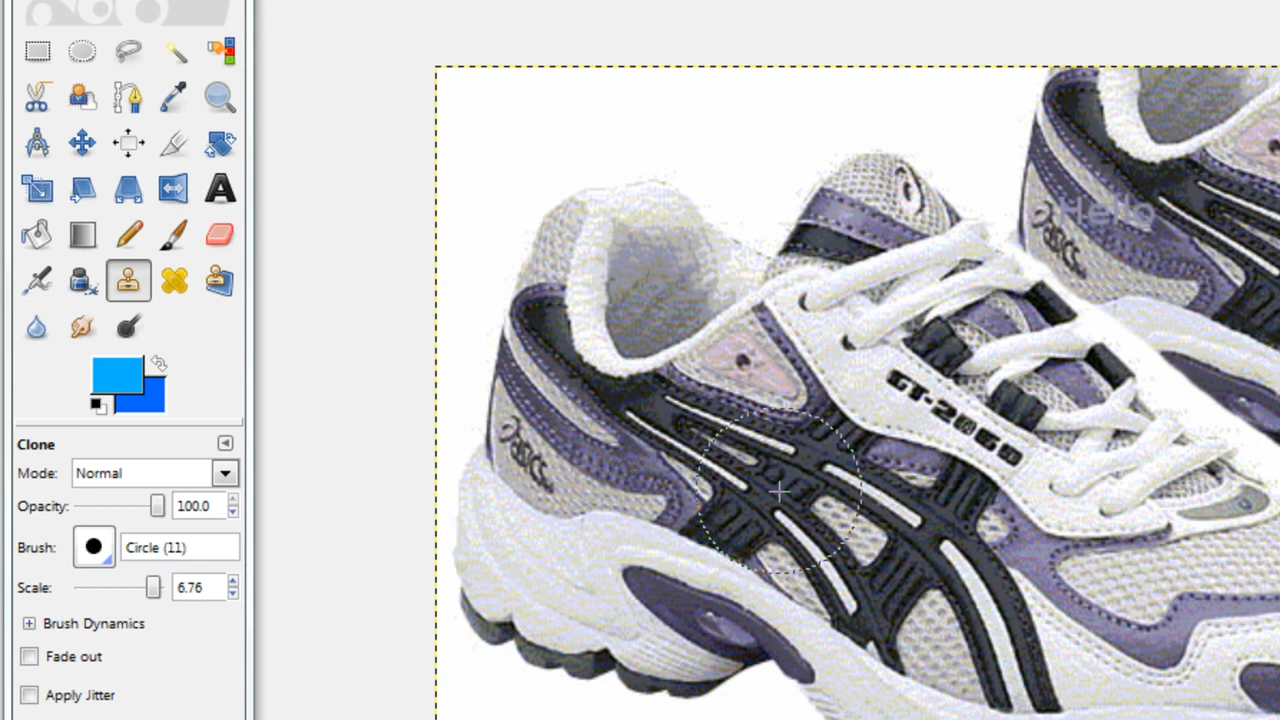 Clone
Mode: Normal
Opacity: 100.0
Brush: Circle (11)
Scale: 6.76
Brush Dynamics
Fade out
Apply Jitter
asics
GT-2060
asics
Hello
A